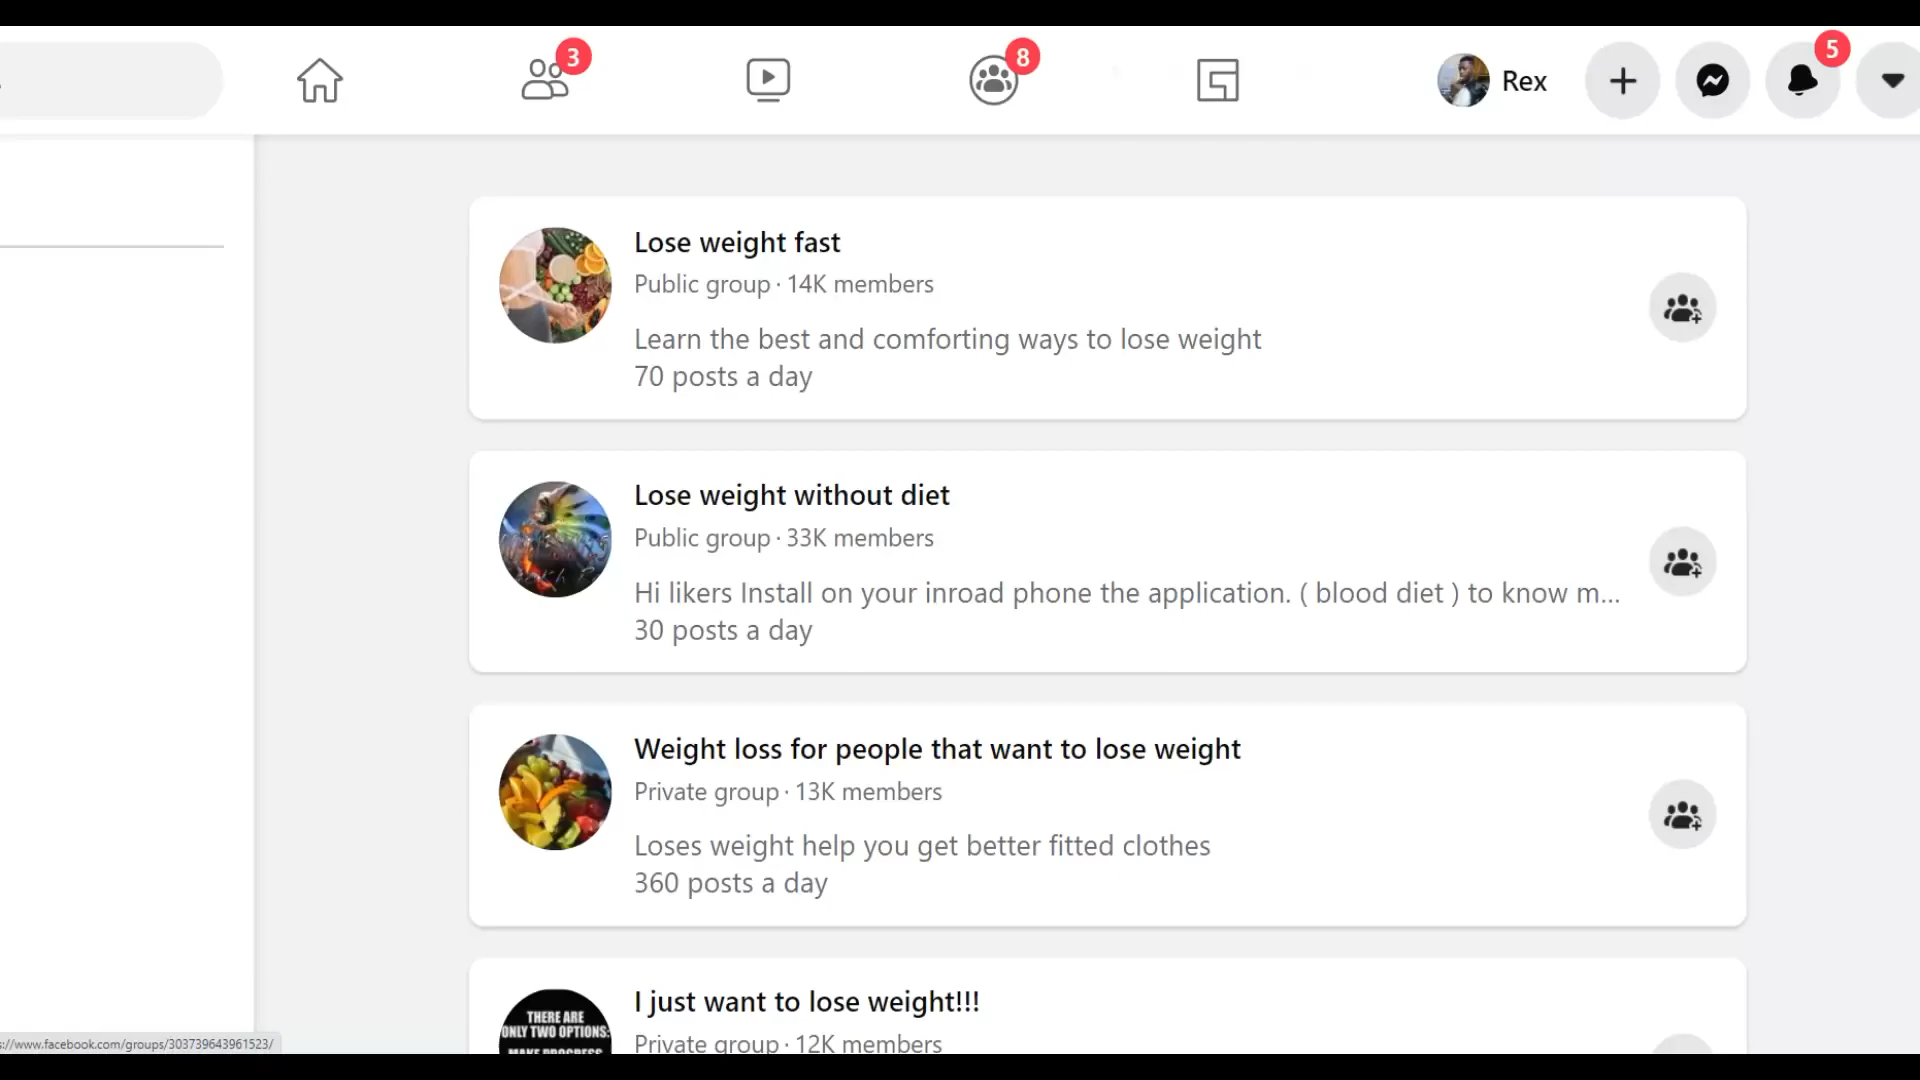 3
8
Rex
5
Lose weight fast
Public group · 14K members
Learn the best and comforting ways to lose weight
70 posts a day
Lose weight without diet
Public group · 33K members
Hi likers Install on your inroad phone the application. ( blood diet ) to know m...
30 posts a day
Weight loss for people that want to lose weight
Private group · 13K members
Loses weight help you get better fitted clothes
360 posts a day
THERE ARE
ONLY TWO OPTIONS:
MAKE PROGRESS
I just want to lose weight!!!
Private group · 12K members
s://www.facebook.com/groups/303739643961523/